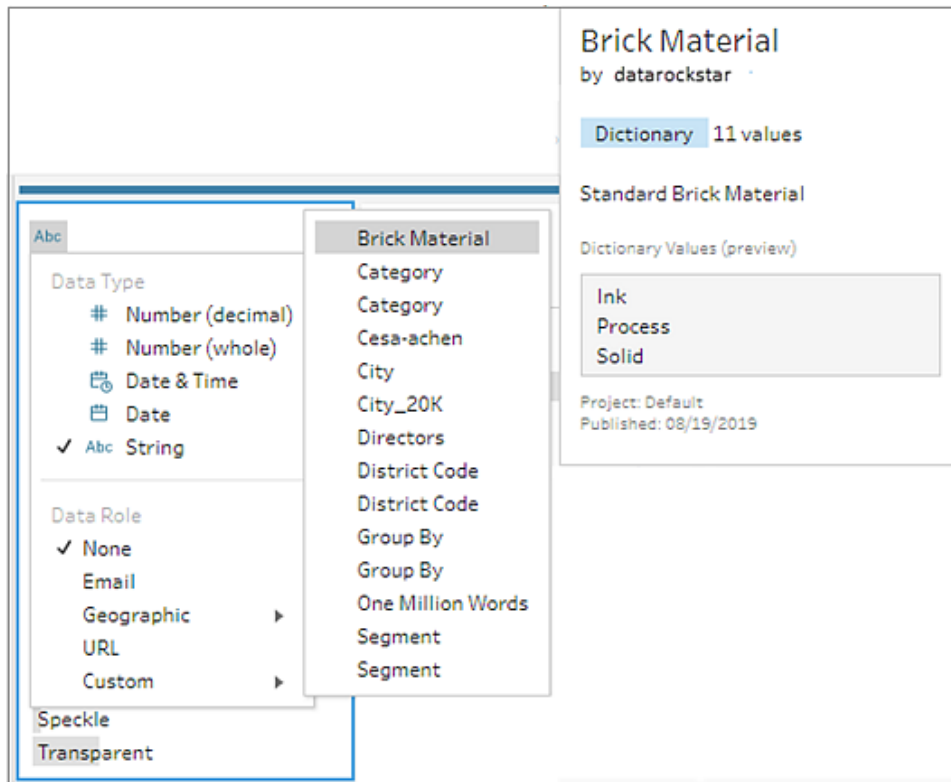 Abc
Data Type
# Number (decimal)
# Number (whole)
Date & Time
Date
✓ Abc String
Data Role
✓ None
Email
Geographic
URL
Custom
Speckle
Transparent
Brick Material
Category
Category
Cesa-achen
City
City_20K
Directors
District Code
District Code
Group By
Group By
One Million Words
Segment
Segment
Brick Material
by datarockstar
Dictionary 11 values
Standard Brick Material
Dictionary Values (preview)
Ink
Process
Solid
Project: Default
Published: 08/19/2019